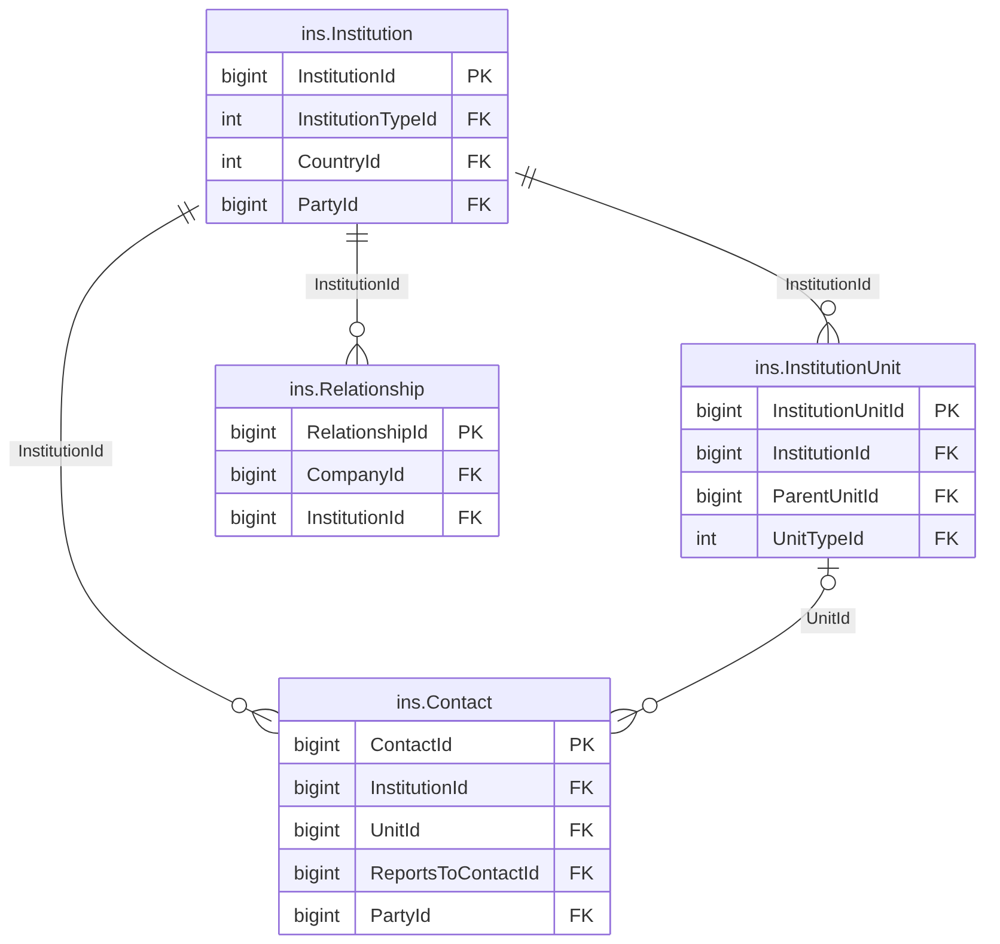 ins.Institution
bigint InstitutionId PK
int InstitutionTypeId FK
int CountryId FK
bigint PartyId FK
InstitutionId
InstitutionId
ins.InstitutionUnit
bigint InstitutionUnitId PK
bigint InstitutionId FK
bigint ParentUnitId FK
int UnitTypeId FK
ins.Relationship
bigint RelationshipId PK
bigint CompanyId FK
bigint InstitutionId FK
InstitutionId
UnitId
ins.Contact
bigint ContactId PK
bigint InstitutionId FK
bigint UnitId FK
bigint ReportsToContactId FK
bigint PartyId FK